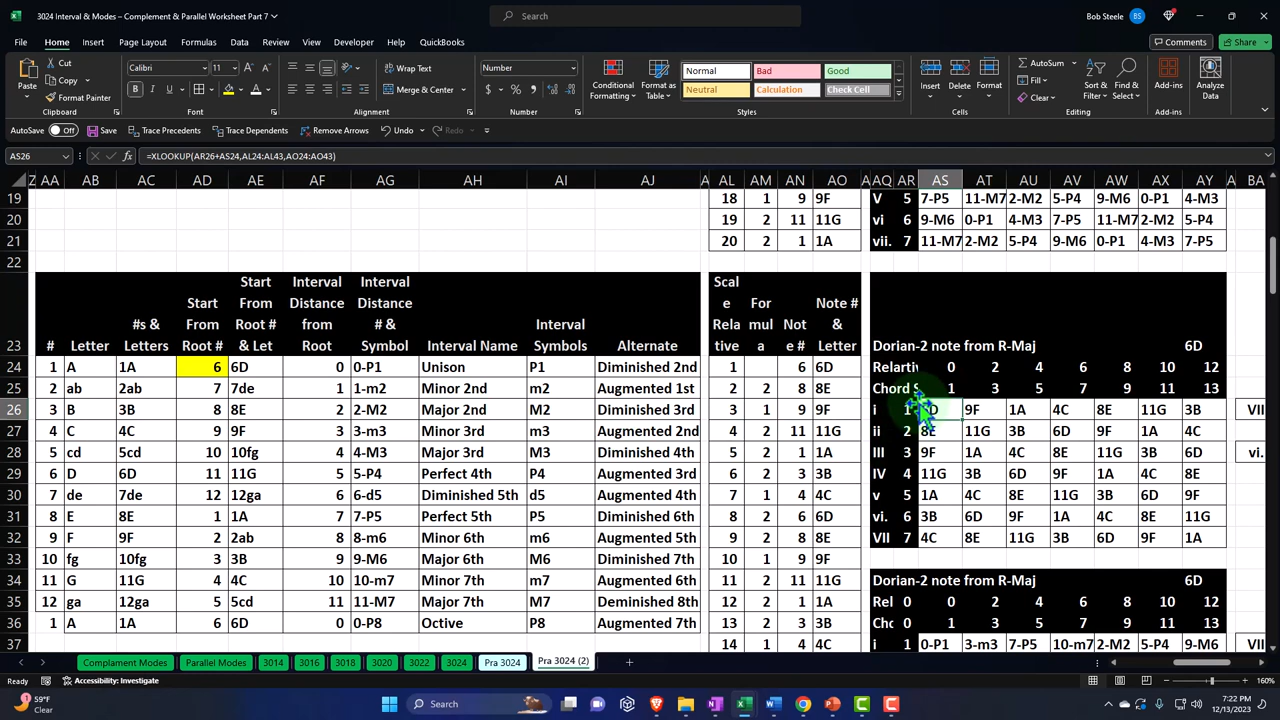 3024 Interval & Modes – Complement & Parallel Worksheet Part 7
Search
Bob Steele
BS
File Home Insert Page Layout Formulas Data Review View Developer Automate Help QuickBooks
Comments Share
Cut
Copy
Format Painter
Paste
Clipboard
Calibri 11
Font
Wrap Text
Merge & Center
Alignment
Number
Number
Conditional Formatting
Format as Table
Normal Bad Good
Neutral Calculation Check Cell
Styles
Insert Delete Format
Cells
AutoSum
Fill
Clear
Sort & Filter
Find & Select
Editing
Add-ins
Add-ins
Analyze Data
AutoSave Off Save Trace Precedents Trace Dependents Remove Arrows Undo Redo
AS26 fx =XLOOKUP(AR26+AS24,AL24:AL43,AO24:AO43)
Z AA AB AC AD AE AF AG AH AI AJ AL AM AN AO AQ AR AS AT AU AV AW AX AY BA
19 18 1 9 9F V 5 7-P5 11-M7 2-M2 5-P4 9-M6 0-P1 4-M3
20 19 2 11 11G vi 6 9-M6 0-P1 4-M3 7-P5 11-M7 2-M2 5-P4
21 20 2 1 1A vii. 7 11-M7 2-M2 5-P4 9-M6 0-P1 4-M3 7-P5
22
23 # Letter #s & Letters Start From Root # Start From Root # & Let Interval Distance from Root Interval Distance # & Symbol Interval Name Interval Symbols Alternate Scale Relative Formula Note # Note # & Letter Dorian-2 note from R-Maj 6D
24 1 A 1A 6 6D 0 0-P1 Unison P1 Diminished 2nd 1 6 6D Relartiv 0 2 4 6 8 10 12
25 2 ab 2ab 7 7de 1 1-m2 Minor 2nd m2 Augmented 1st 2 2 8 8E Chord S 1 3 5 7 9 11 13
26 3 B 3B 8 8E 2 2-M2 Major 2nd M2 Diminished 3rd 3 1 9 9F i 1 D 9F 1A 4C 8E 11G 3B VII
27 4 C 4C 9 9F 3 3-m3 Minor 3rd m3 Augmented 2nd 4 2 11 11G ii 2 8E 11G 3B 6D 9F 1A 4C
28 5 cd 5cd 10 10fg 4 4-M3 Major 3rd M3 Diminished 4th 5 2 1 1A III 3 9F 1A 4C 8E 11G 3B 6D vi.
29 6 D 6D 11 11G 5 5-P4 Perfect 4th P4 Augmented 3rd 6 2 3 3B IV 4 11G 3B 6D 9F 1A 4C 8E
30 7 de 7de 12 12ga 6 6-d5 Diminished 5th d5 Augmented 4th 7 1 4 4C v 5 1A 4C 8E 11G 3B 6D 9F
31 8 E 8E 1 1A 7 7-P5 Perfect 5th P5 Diminished 6th 8 2 6 6D vi. 6 3B 6D 9F 1A 4C 8E 11G
32 9 F 9F 2 2ab 8 8-m6 Minor 6th m6 Augmented 5th 9 2 8 8E VII 7 4C 8E 11G 3B 6D 9F 1A
33 10 fg 10fg 3 3B 9 9-M6 Major 6th M6 Diminished 7th 10 1 9 9F
34 11 G 11G 4 4C 10 10-m7 Minor 7th m7 Augmented 6th 11 2 11 11G Dorian-2 note from R-Maj 6D
35 12 ga 12ga 5 5cd 11 11-M7 Major 7th M7 Deminished 8th 12 2 1 1A Rel 0 0 2 4 6 8 10 12
36 1 A 1A 6 6D 0 0-P8 Octive P8 Augmented 7th 13 2 3 3B Chc 0 1 3 5 7 9 11 13
37 14 1 4 4C i 1 0-P1 3-m3 7-P5 10-m7 2-M2 5-P4 9-M6 VII
Complament Modes Parallel Modes 3014 3016 3018 3020 3022 3024 Pra 3024 Pra 3024 (2)
Ready Accessibility: Investigate 160%
59°F
Clear
Search
7:22 PM
12/13/2023